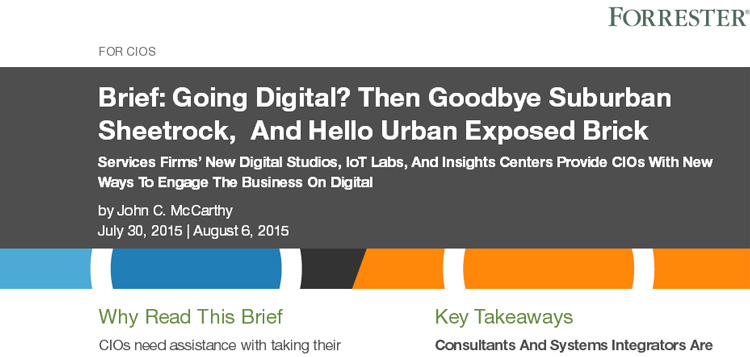 FORRESTER®
FOR CIOS
Brief: Going Digital? Then Goodbye Suburban
Sheetrock, And Hello Urban Exposed Brick
Services Firms' New Digital Studios, IoT Labs, And Insights Centers Provide CIOs With New
Ways To Engage The Business On Digital
by John C. McCarthy
July 30, 2015 | August 6, 2015
Why Read This Brief
CIOs need assistance with taking their
Key Takeaways
Consultants And Systems Integrators Are